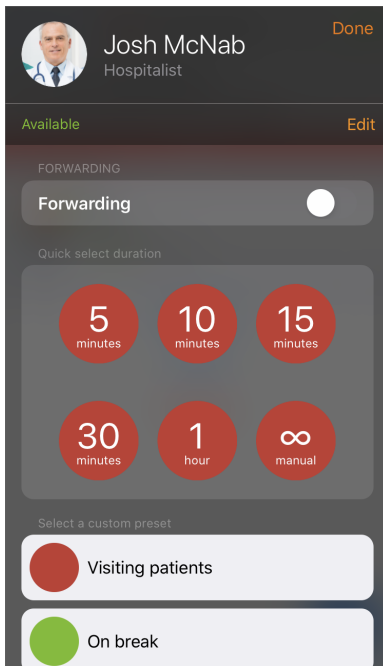 Done
Josh McNab
Hospitalist
Available
Edit
FORWARDING
Forwarding
Quick select duration
5
minutes
10
minutes
15
minutes
30
minutes
1
hour
∞
manual
Select a custom preset
Visiting patients
On break